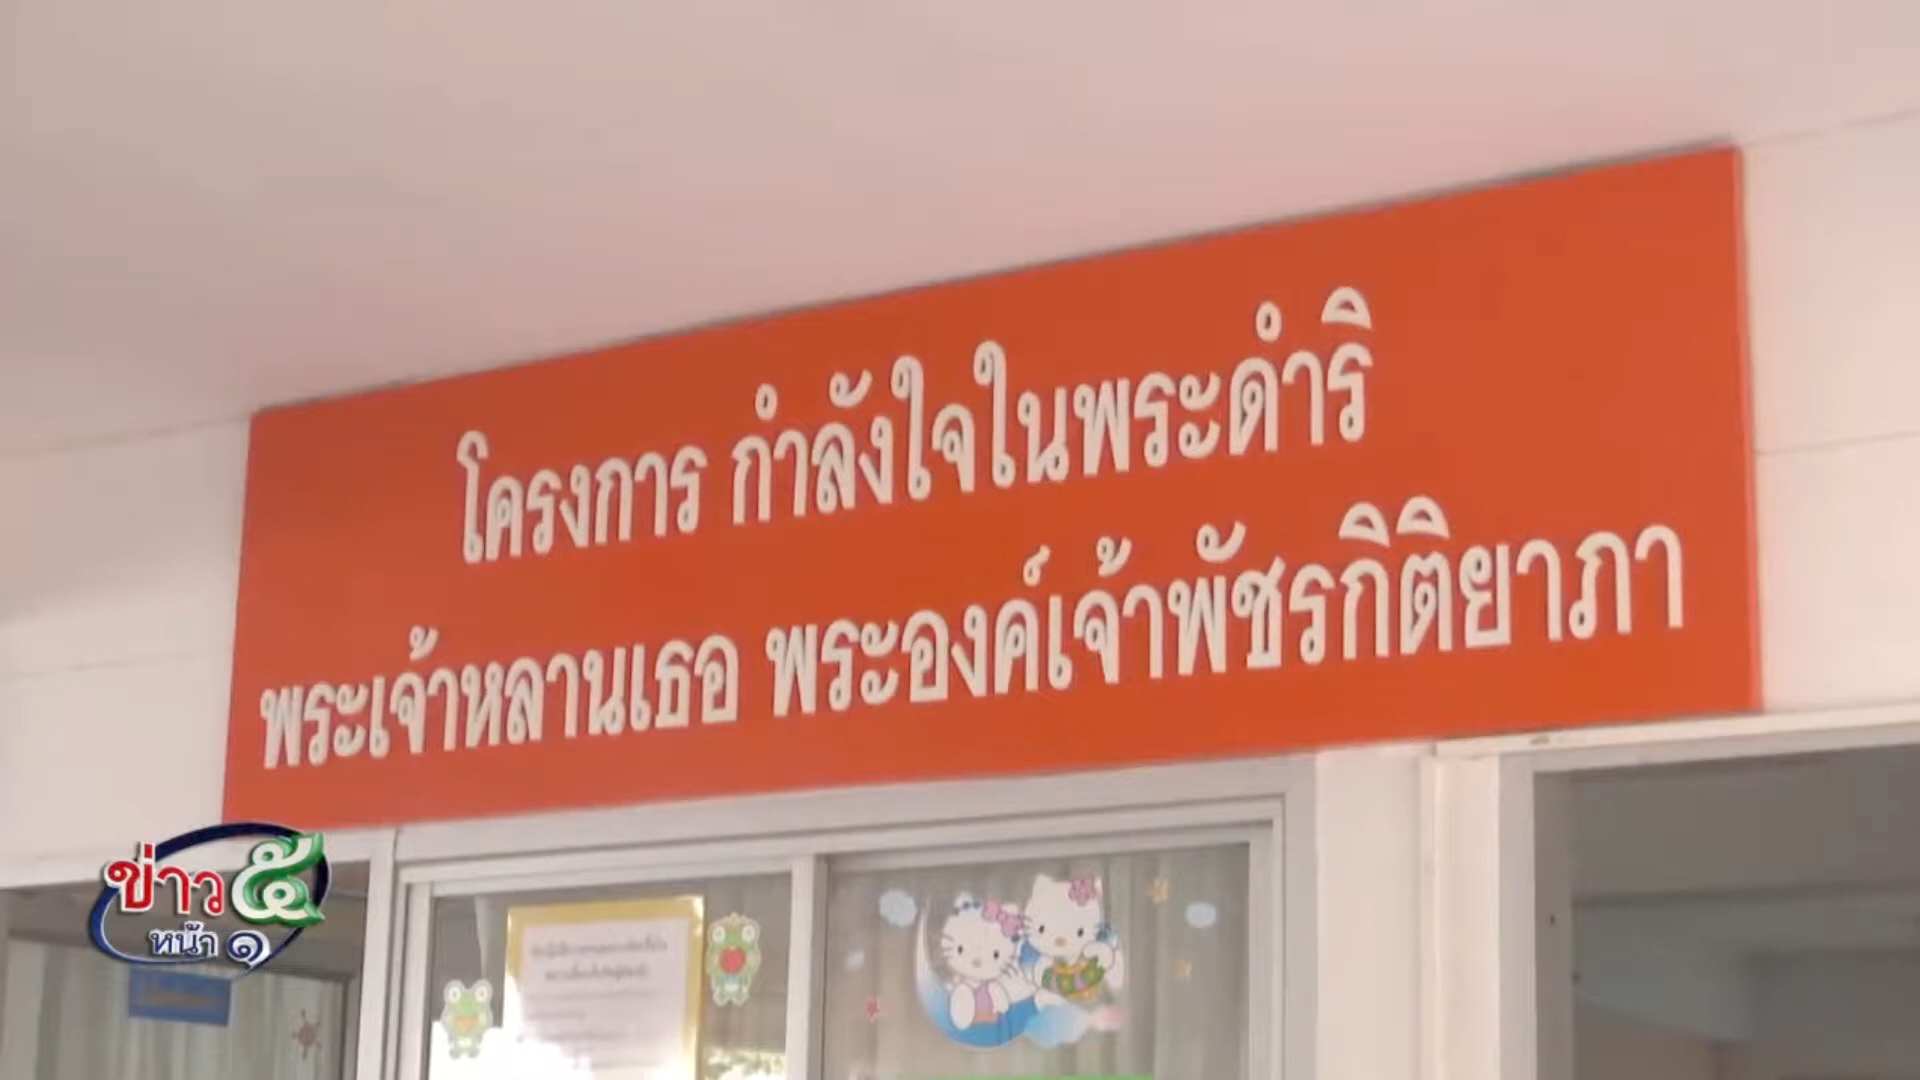 โครงการ กำลังใจในพระดำริ
พระเจ้าหลานเธอ พระองค์เจ้าพัชรกิติยาภา
ข่าว ๕
หน้า ๑